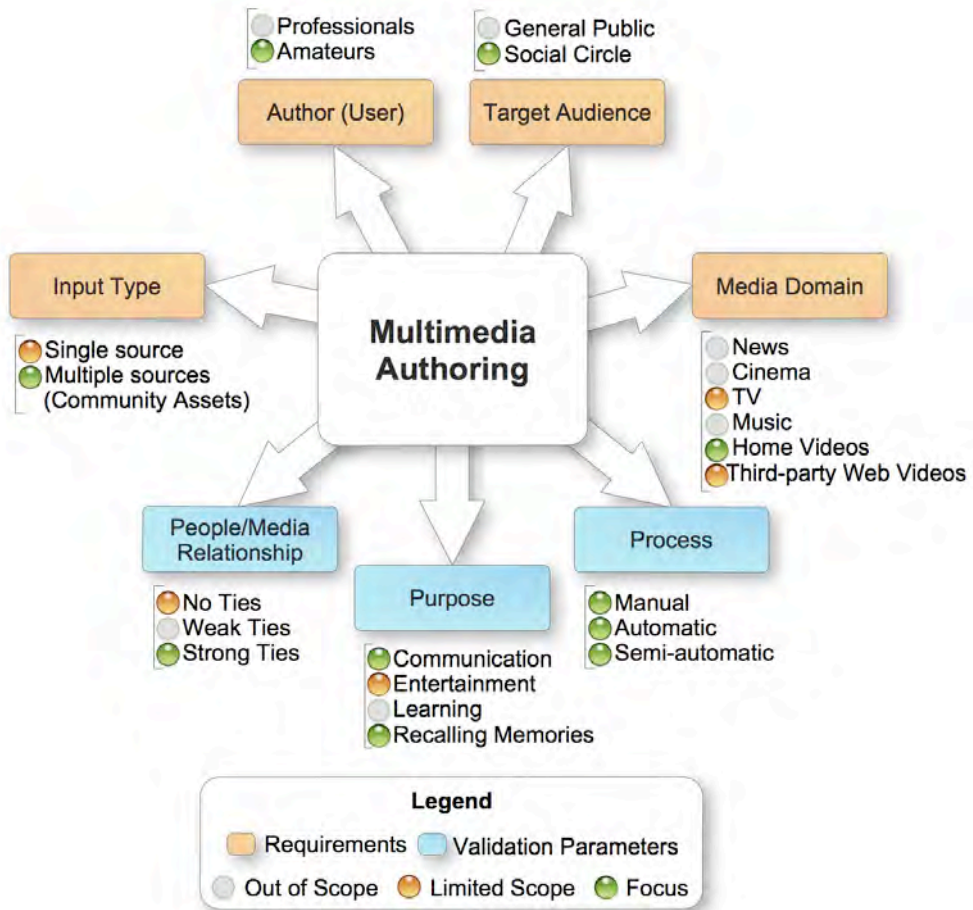 Professionals
Amateurs
General Public
Social Circle
Author (User)
Target Audience
Input Type
Single source
Multiple sources
(Community Assets)
Multimedia
Authoring
Media Domain
News
Cinema
TV
Music
Home Videos
Third-party Web Videos
People/Media
Relationship
No Ties
Weak Ties
Strong Ties
Purpose
Communication
Entertainment
Learning
Recalling Memories
Process
Manual
Automatic
Semi-automatic
Legend
Requirements
Validation Parameters
Out of Scope
Limited Scope
Focus